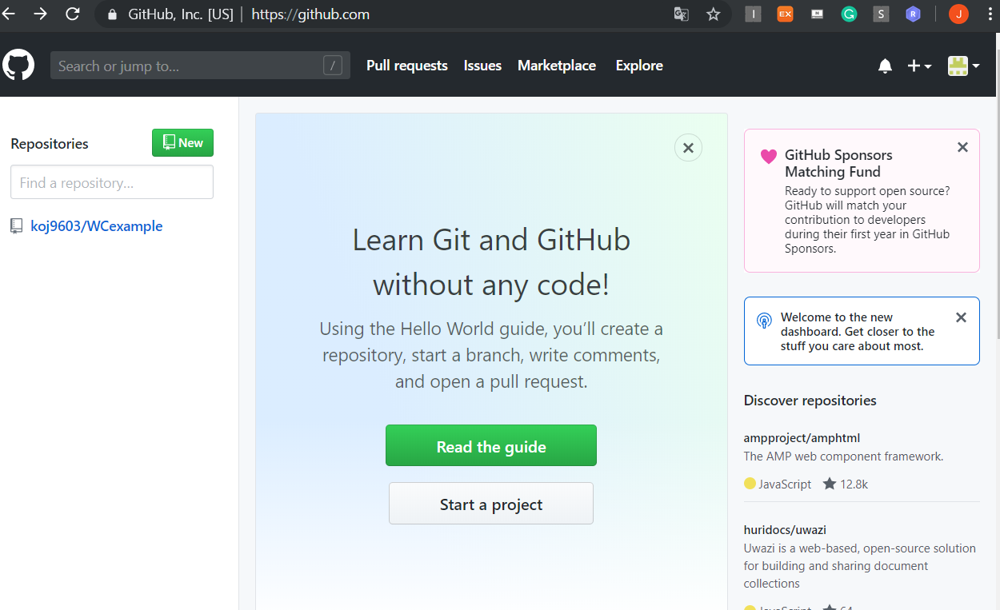 GitHub, Inc. [US] | https://github.com
I
EX
N
G
S
R
J
Search or jump to...
/
Pull requests
Issues
Marketplace
Explore
Repositories
New
Find a repository...
koj9603/WCexample
Learn Git and GitHub
without any code!
Using the Hello World guide, you’ll create a
repository, start a branch, write comments,
and open a pull request.
Read the guide
Start a project
GitHub Sponsors
Matching Fund
Ready to support open source?
GitHub will match your
contribution to developers
during their first year in GitHub
Sponsors.
Welcome to the new
dashboard. Get closer to the
stuff you care about most.
Discover repositories
ampproject/amphtml
The AMP web component framework.
JavaScript 12.8k
huridocs/uwazi
Uwazi is a web-based, open-source solution
for building and sharing document
collections
JavaScript 64